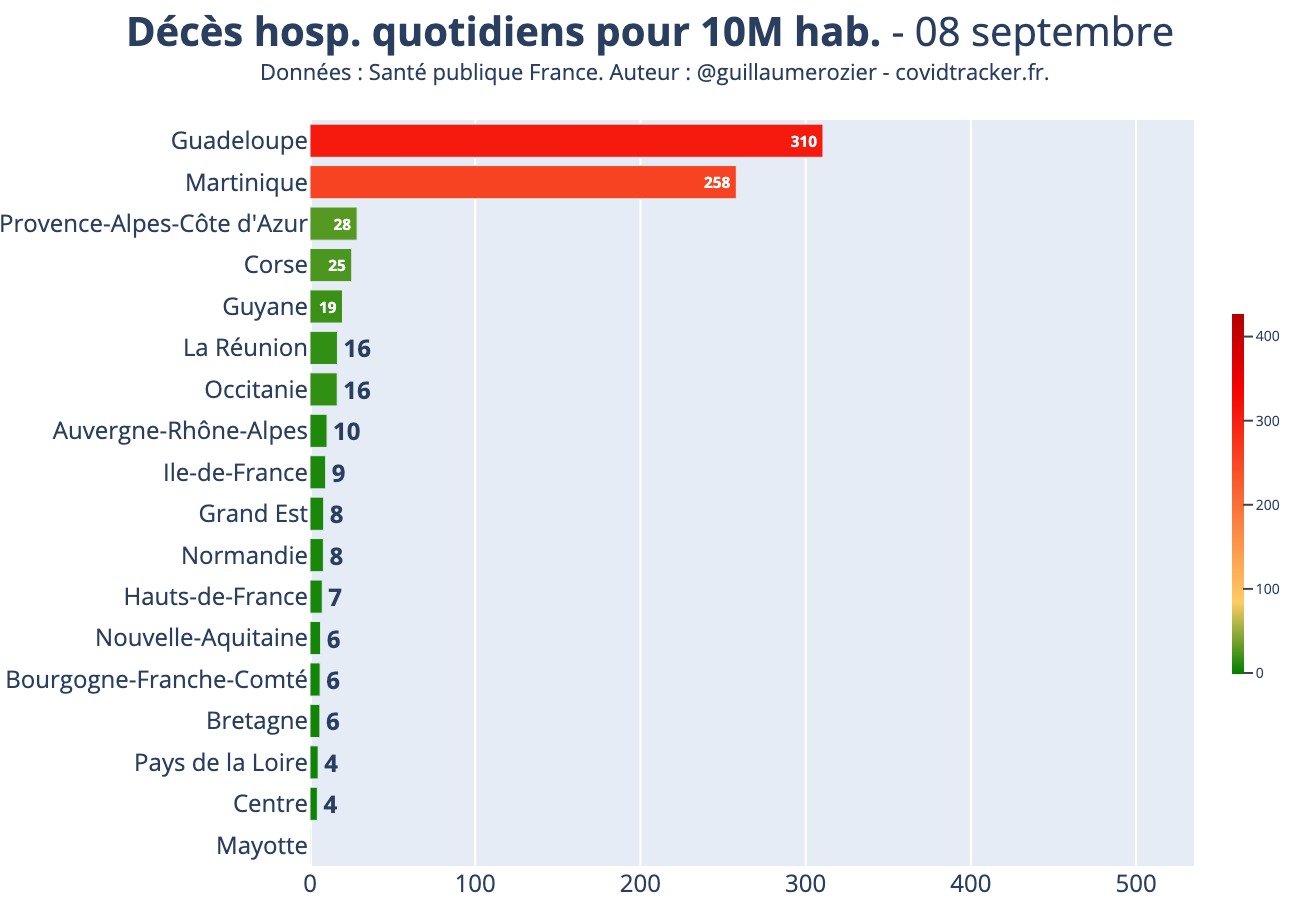 Décès hosp. quotidiens pour 10M hab. - 08 septembre
Données : Santé publique France. Auteur : @guillaumerozier - covidtracker.fr.
Guadeloupe 310
Martinique 258
Provence-Alpes-Côte d'Azur 28
Corse 25
Guyane 19
La Réunion 16
Occitanie 16
Auvergne-Rhône-Alpes 10
Ile-de-France 9
Grand Est 8
Normandie 8
Hauts-de-France 7
Nouvelle-Aquitaine 6
Bourgogne-Franche-Comté 6
Bretagne 6
Pays de la Loire 4
Centre 4
Mayotte
0 100 200 300 400 500
400
300
200
100
0